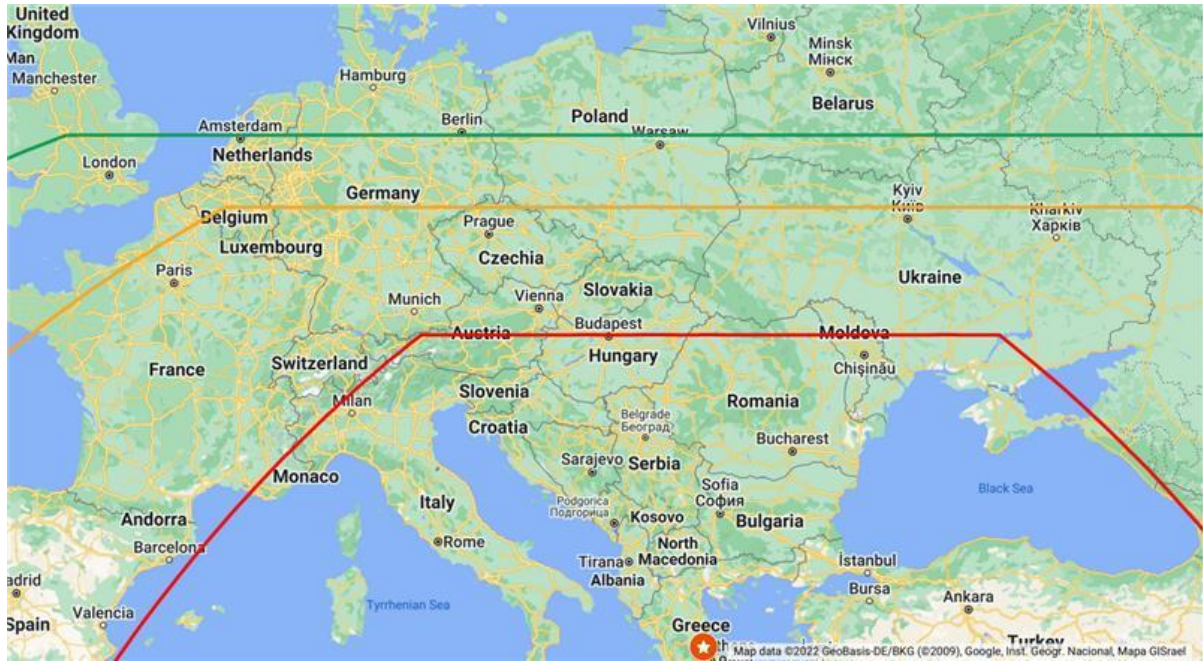 United
Kingdom
Man
Manchester
London
Vilnius
Minsk
Мінск
Belarus
Hamburg
Amsterdam
Netherlands
Berlin
Poland
Warsaw
Germany
Belgium
Luxembourg
Paris
Prague
Czechia
Kyiv
Київ
Kharkiv
Харків
Ukraine
Munich
Vienna
Slovakia
Austria
Budapest
Hungary
Moldova
Chișinău
Switzerland
France
Milan
Slovenia
Croatia
Romania
Belgrade
Београд
Bucharest
Monaco
Sarajevo
Serbia
Black Sea
Italy
Podgorica
Подгорица
Sofia
София
Kosovo
Bulgaria
Andorra
Barcelona
Rome
North
Macedonia
Tirana
Albania
İstanbul
Bursa
Ankara
adrid
Spain
Valencia
Tyrrhenian Sea
Greece
Turkey
Map data ©2022 GeoBasis-DE/BKG (©2009), Google, Inst. Geogr. Nacional, Mapa GISrael